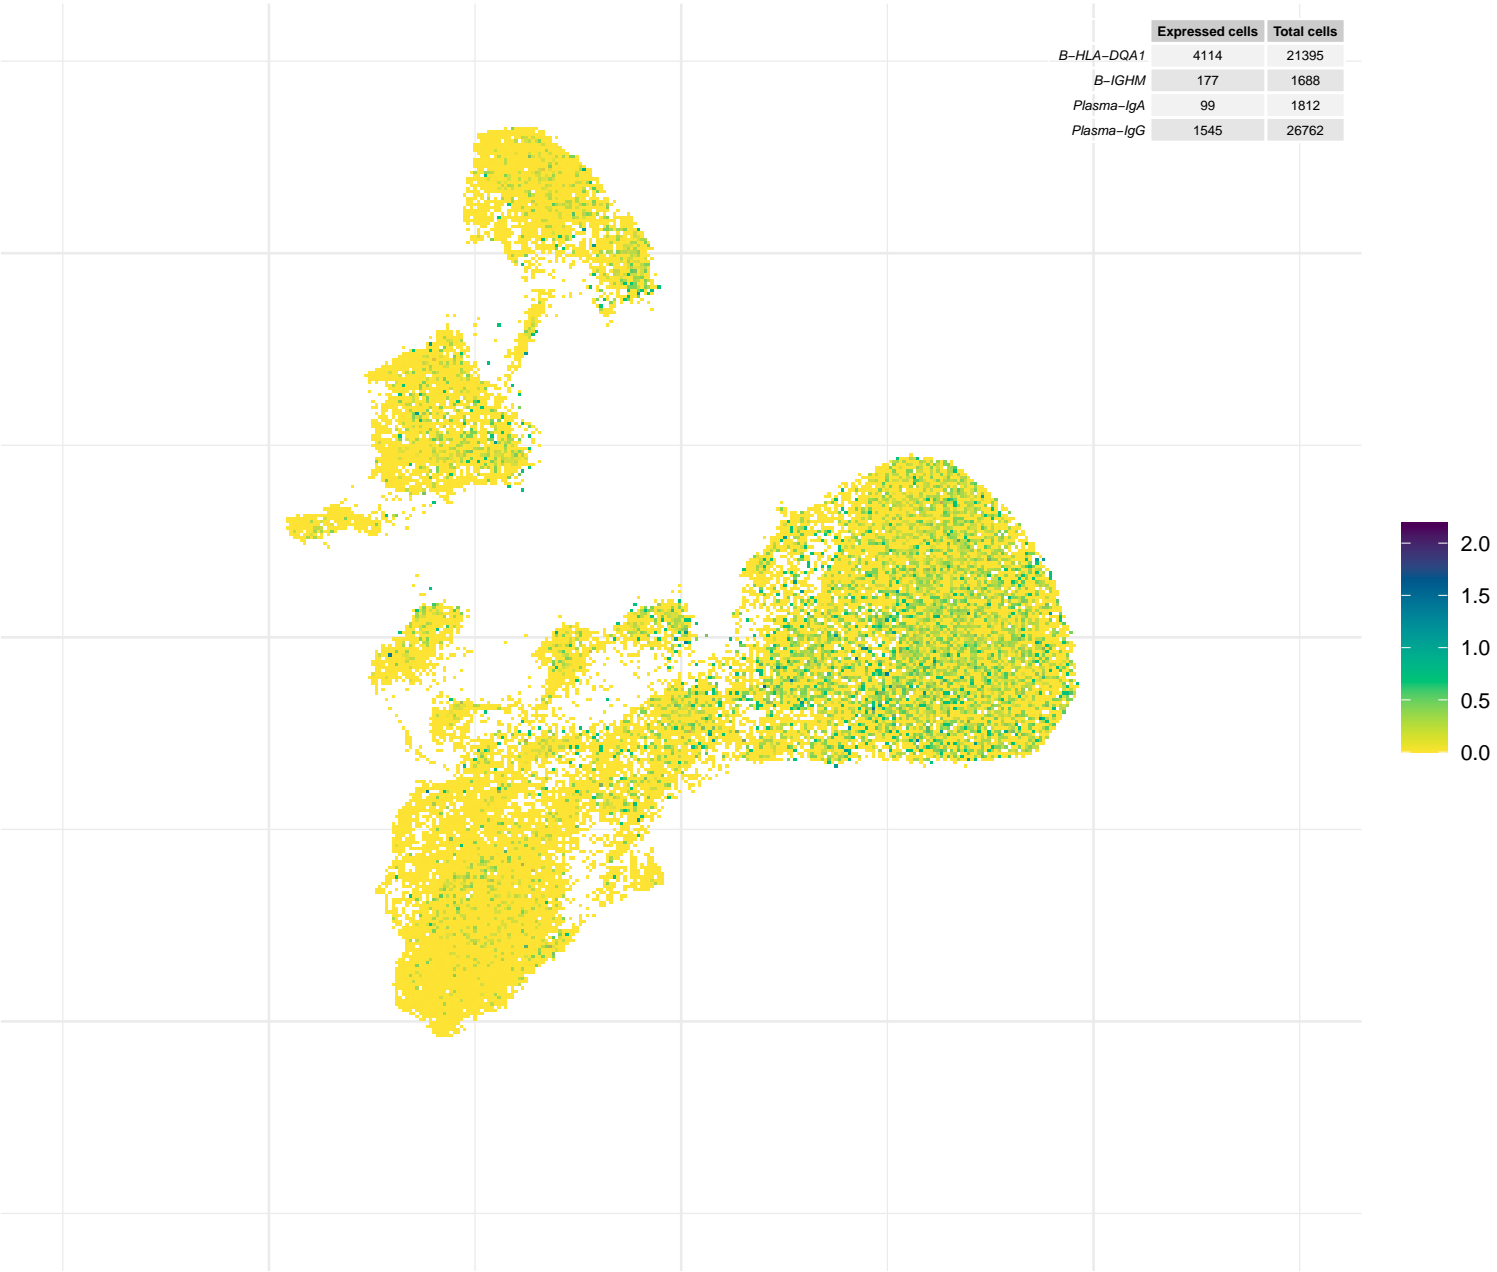 Expressed cells Total cells
B-HLA-DQA1 4114 21395
B-IGHM 177 1688
Plasma-IgA 99 1812
Plasma-IgG 1545 26762
2.0
1.5
1.0
0.5
0.0